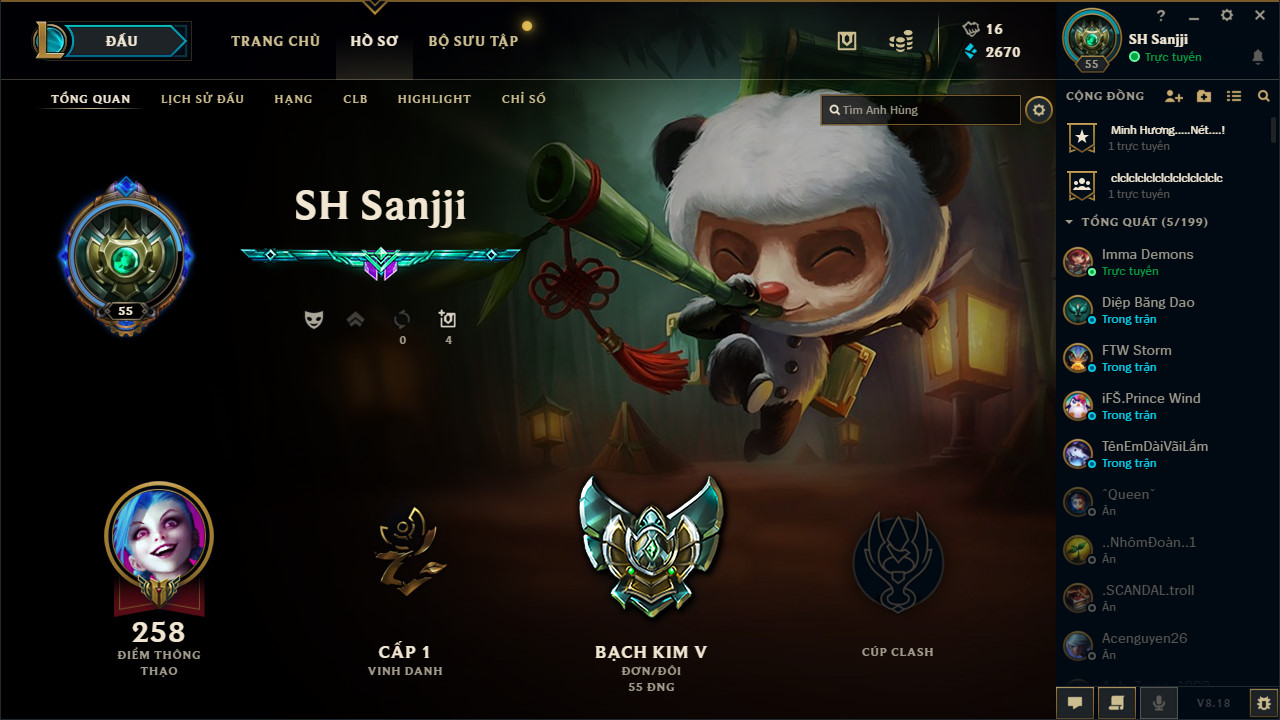 ĐẤU
TRANG CHỦ
HỒ SƠ
BỘ SƯU TẬP
16
2670
?
SH Sanjji
Trực tuyến
55
TỔNG QUAN
LỊCH SỬ ĐẤU
HẠNG
CLB
HIGHLIGHT
CHỈ SỐ
Tìm Anh Hùng
SH Sanjji
55
0
4
258
ĐIỂM THÔNG
THẠO
CẤP 1
VINH DANH
BẠCH KIM V
ĐƠN/ĐÔI
55 ĐNG
CÚP CLASH
CỘNG ĐỒNG
Minh Hương.....Nét....!
1 trực tuyến
clclclclclclclclclclclc
1 trực tuyến
TỔNG QUÁT (5/199)
Imma Demons
Trực tuyến
Diệp Băng Dao
Trong trận
FTW Storm
Trong trận
iFŠ.Prince Wind
Trong trận
TênEmDàiVãiLắm
Trong trận
ˆQueenˇ
Ẩn
..NhômĐoàn..1
Ẩn
.SCANDAL.troll
Ẩn
Acenguyen26
Ẩn
V8.18